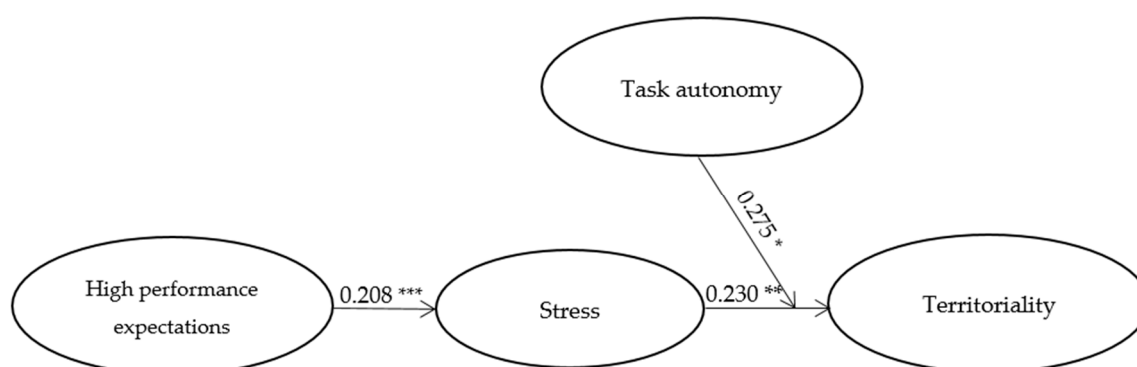 Task autonomy
0.275 *
High performance
expectations
0.208 ***
Stress
0.230 **
Territoriality